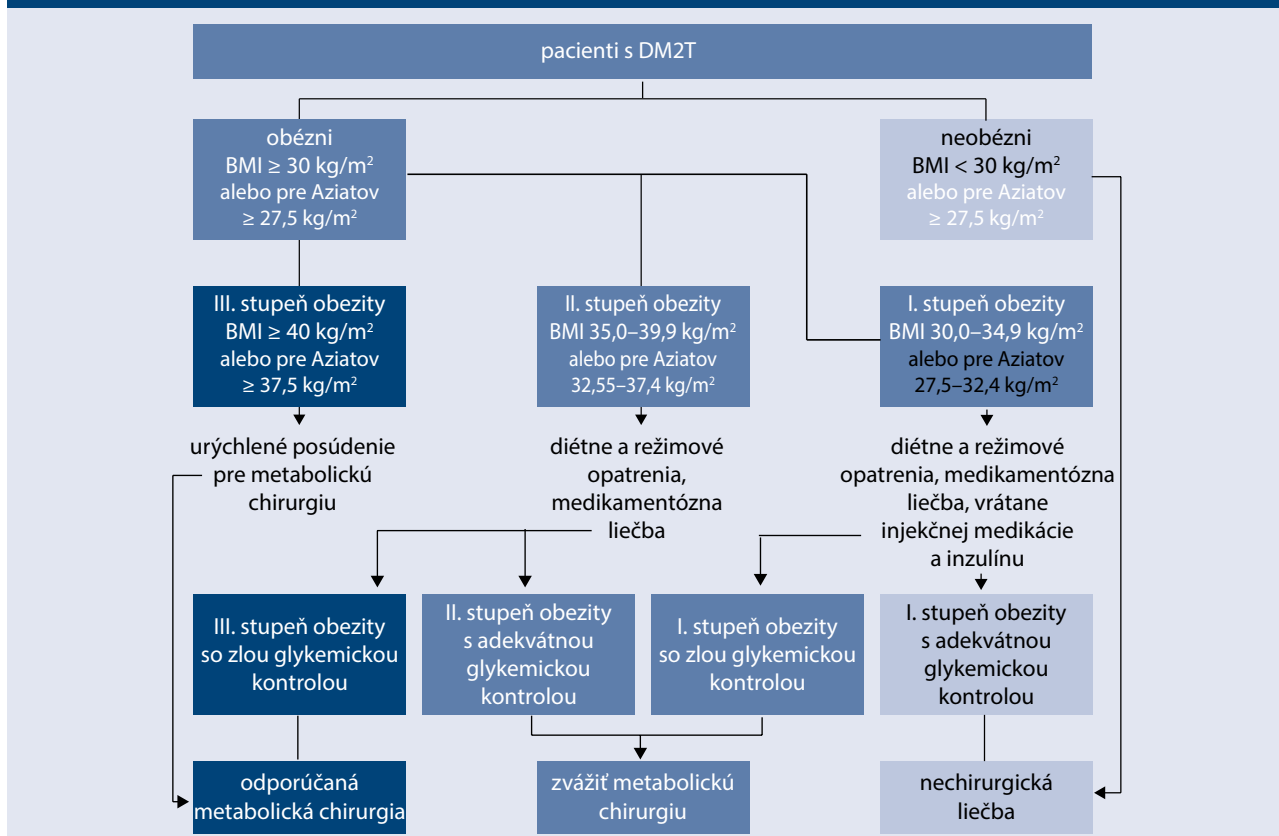 pacienti s DM2T
obézni
BMI ≥ 30 kg/m²
alebo pre Aziatov
≥ 27,5 kg/m²
neobézni
BMI < 30 kg/m²
alebo pre Aziatov
≥ 27,5 kg/m²
III. stupeň obezity
BMI ≥ 40 kg/m²
alebo pre Aziatov
≥ 37,5 kg/m²
II. stupeň obezity
BMI 35,0–39,9 kg/m²
alebo pre Aziatov
32,55–37,4 kg/m²
I. stupeň obezity
BMI 30,0–34,9 kg/m²
alebo pre Aziatov
27,5–32,4 kg/m²
urýchlené posúdenie
pre metabolickú
chirurgiu
diétne a režimové
opatrenia,
medikamentózna
liečba
diétne a režimové
opatrenia, medikamentózna
liečba, vrátane
injekčnej medikácie
a inzulínu
III. stupeň obezity
so zlou glykemickou
kontrolou
II. stupeň obezity
s adekvátnou
glykemickou
kontrolou
I. stupeň obezity
so zlou glykemickou
kontrolou
I. stupeň obezity
s adekvátnou
glykemickou
kontrolou
odporúčaná
metabolická chirurgia
zvážiť metabolickú
chirurgiu
nechirurgická
liečba